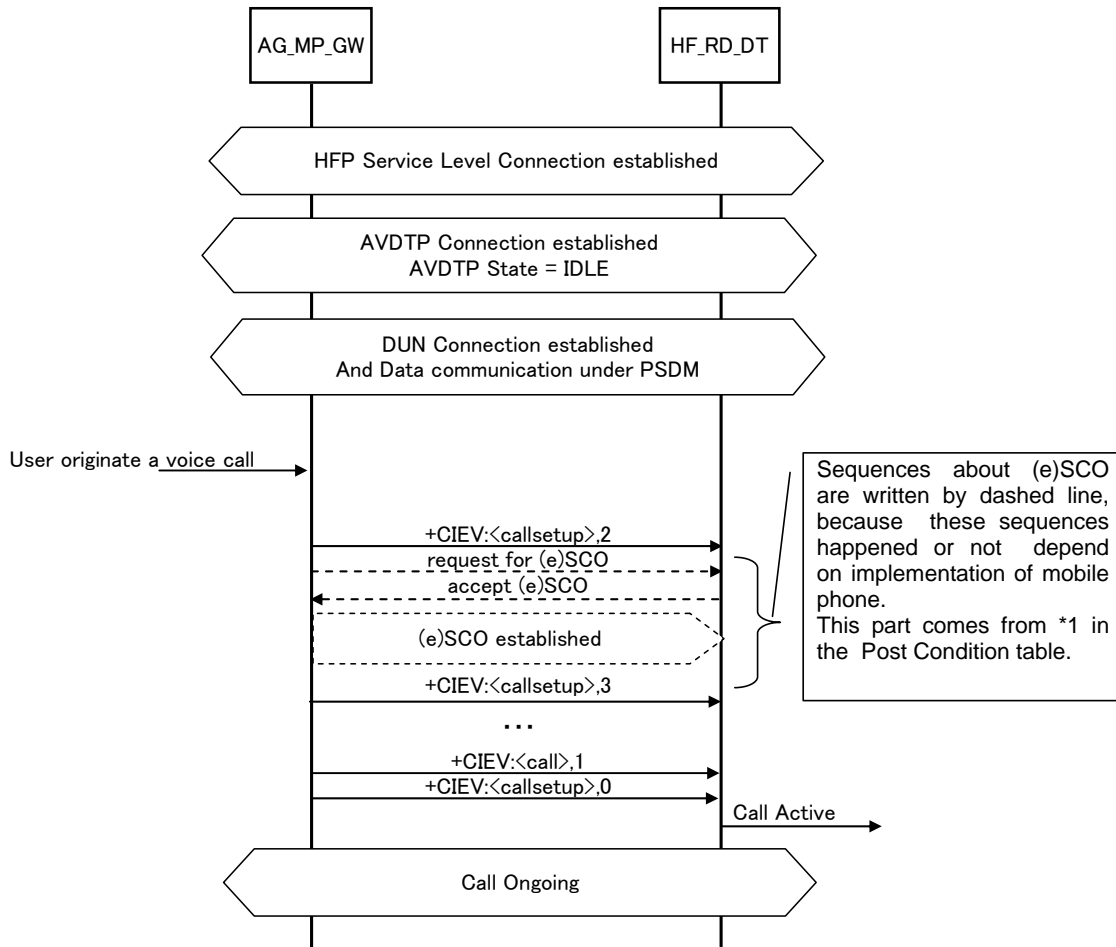 AG_MP_GW
HF_RD_DT
HFP Service Level Connection established
AVDTP Connection established
AVDTP State = IDLE
DUN Connection established
And Data communication under PSDM
User originate a voice call
+CIEV:<callsetup>,2
request for (e)SCO
accept (e)SCO
(e)SCO established
+CIEV:<callsetup>,3
...
+CIEV:<call>,1
+CIEV:<callsetup>,0
Call Active
Call Ongoing
Sequences about (e)SCO
are written by dashed line,
because these sequences
happened or not depend
on implementation of mobile
phone.
This part comes from *1 in
the Post Condition table.